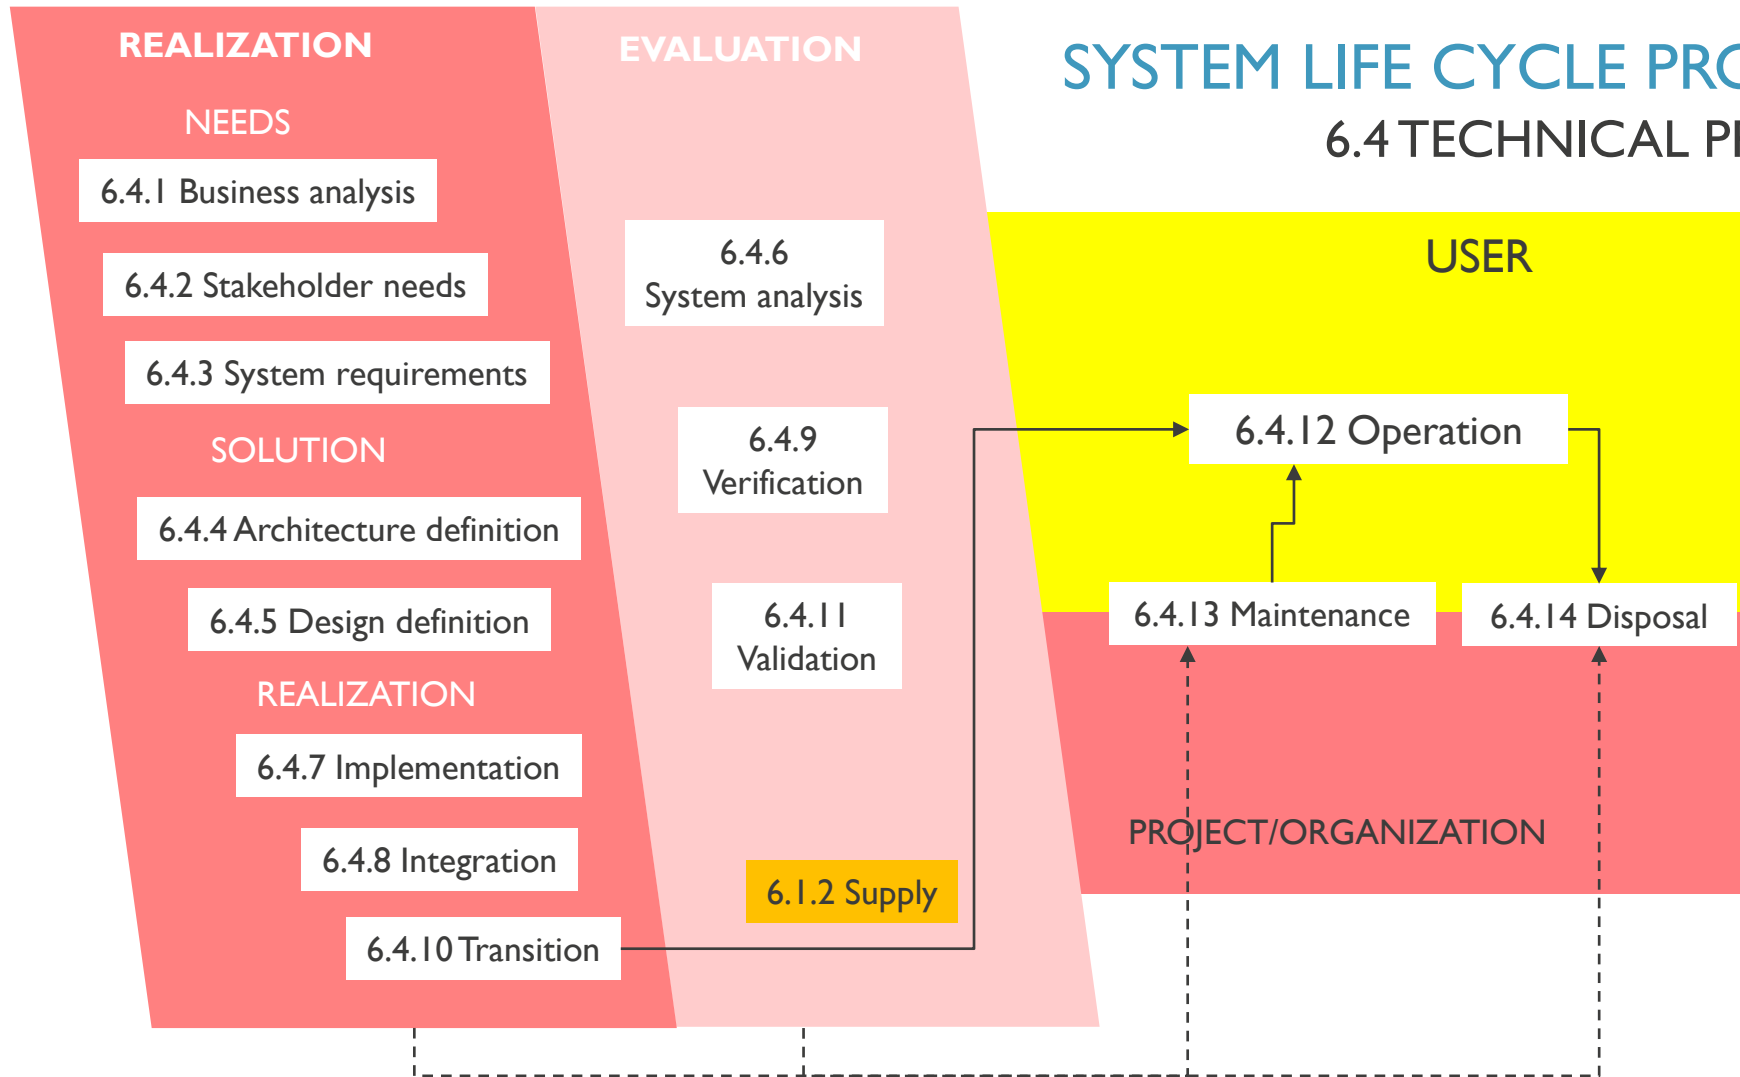 REALIZATION
NEEDS
6.4.1 Business analysis
6.4.2 Stakeholder needs
6.4.3 System requirements
SOLUTION
6.4.4 Architecture definition
6.4.5 Design definition
REALIZATION
6.4.7 Implementation
6.4.8 Integration
6.4.10 Transition
EVALUATION
6.4.6
System analysis
6.4.9
Verification
6.4.11
Validation
6.1.2 Supply
SYSTEM LIFE CYCLE
6.4 TECHNICAL
USER
6.4.12 Operation
6.4.13 Maintenance
6.4.14 Disposal
PROJECT/ORGANIZATION